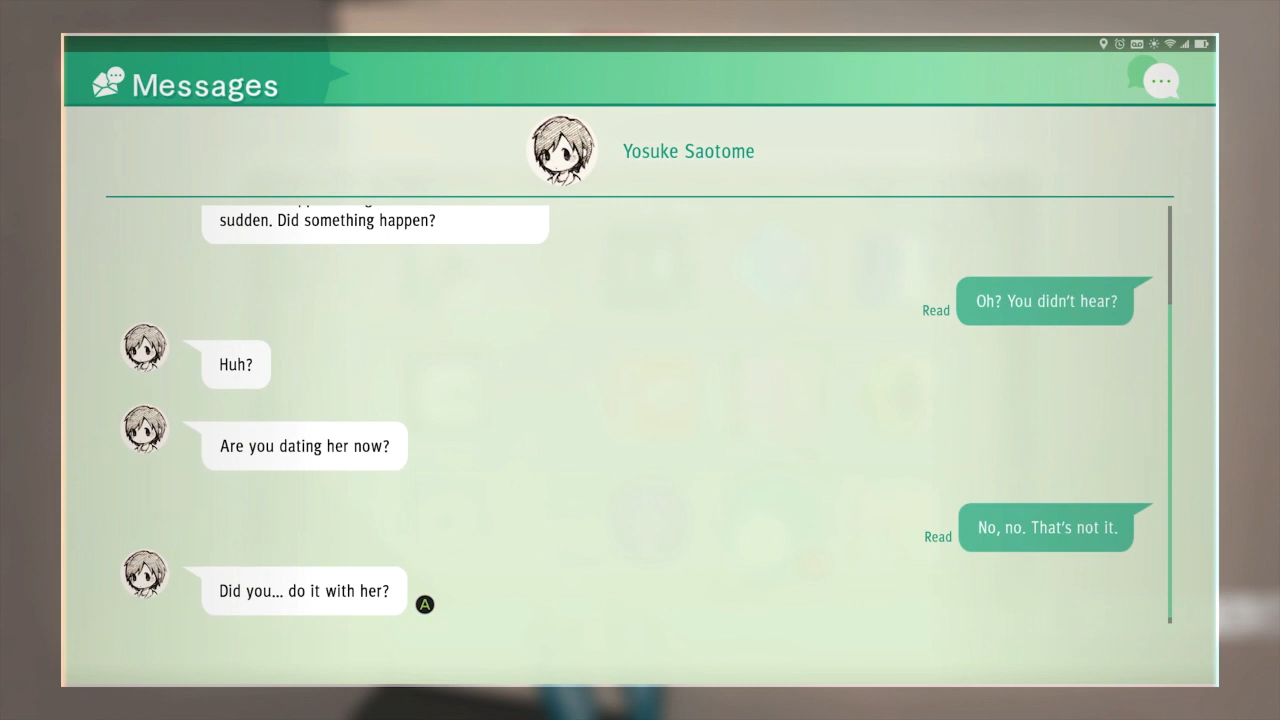 Messages
Yosuke Saotome
sudden. Did something happen?
Oh? You didn't hear?
Read
Huh?
Are you dating her now?
No, no. That's not it.
Read
Did you... do it with her?
A